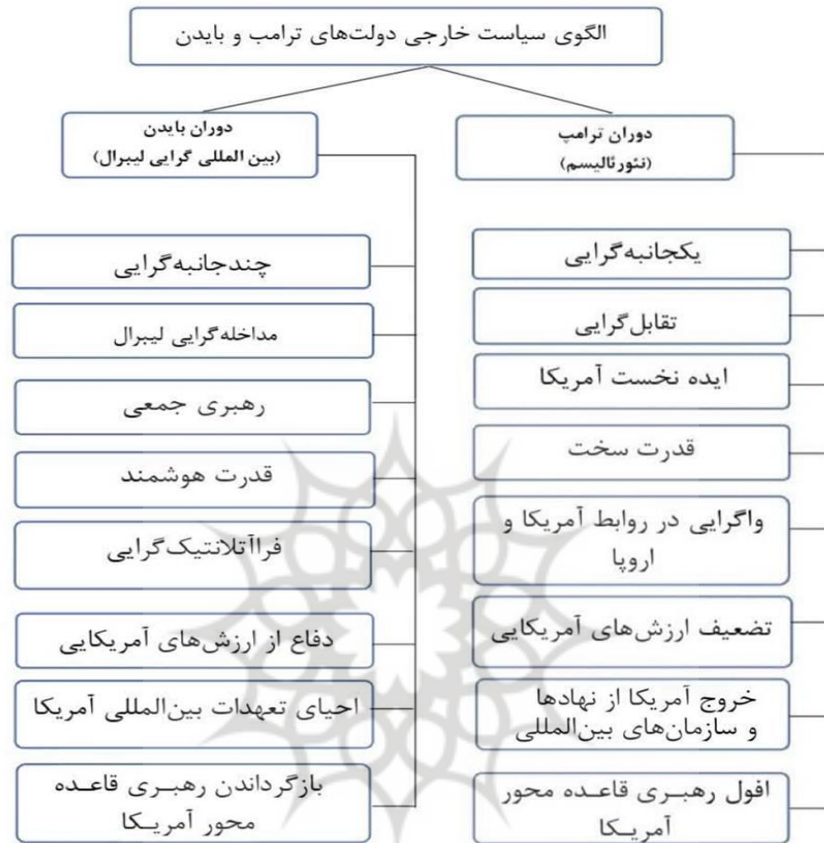 الگوی سیاست خارجی دولت‌های ترامب و بایدن
دوران ترامپ
(نئورئالیسم)
یکجانبه‌گرایی
تقابل‌گرایی
ایده نخست آمریکا
قدرت سخت
واگرایی در روابط آمریکا و
اروپا
تضعیف ارزش‌های آمریکایی
خروج آمریکا از نهادها
و سازمان‌های بین‌المللی
افول رهبری قاعده محور
آمریکا
دوران بایدن
(بین المللی گرایی لیبرال)
چندجانبه‌گرایی
مداخله‌گرایی لیبرال
رهبری جمعی
قدرت هوشمند
فراآتلانتیک‌گرایی
دفاع از ارزش‌های آمریکایی
احیای تعهدات بین‌المللی آمریکا
بازگرداندن رهبری قاعده
محور آمریکا